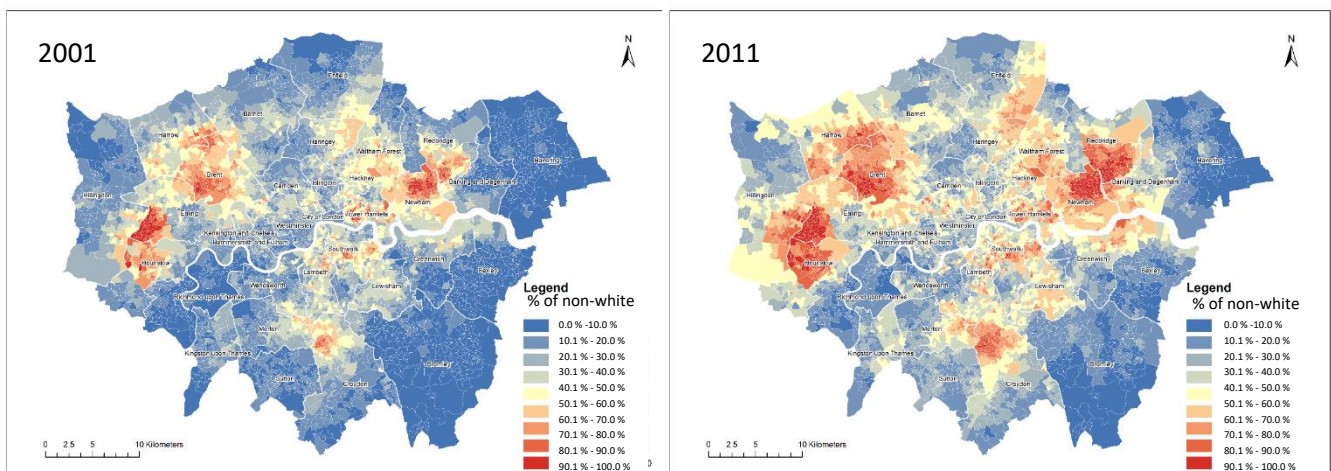 2001
N
Enfield
Barnet
Harrow
Haringey
Waltham Forest
Redbridge
Havering
Brent
Hackney
Barking and Dagenham
Camden
Islington
Hillingdon
Newham
Ealing
City of London
Tower Hamlets
Westminster
Kensington and Chelsea
Hammersmith and Fulham
Southwark
Hounslow
Greenwich
Lambeth
Bexley
Wandsworth
Lewisham
Richmond upon Thames
Merton
Kingston upon Thames
Bromley
Sutton
Croydon
Legend
% of non-white
0.0 % -10.0 %
10.1 % - 20.0 %
20.1 % - 30.0 %
30.1 % - 40.0 %
40.1 % - 50.0 %
60.1 % - 60.0 %
60.1 % - 70.0 %
70.1 % - 80.0 %
80.1 % - 90.0 %
90.1 % - 100.0 %
0 2.5 5 10 Kilometers
0
2011
N
Enfield
Barnet
Harrow
Haringey
Waltham Forest
Redbridge
Havering
Brent
Hackney
Barking and Dagenham
Camden
Islington
Hillingdon
Newham
Ealing
City of London
Tower Hamlets
Westminster
Kensington and Chelsea
Hammersmith and Fulham
Southwark
Hounslow
Greenwich
Lambeth
Bexley
Wandsworth
Lewisham
Richmond upon Thames
Merton
Kingston upon Thames
Bromley
Sutton
Croydon
Legend
% of non-white
0.0 % -10.0 %
10.1 % - 20.0 %
20.1 % - 30.0 %
30.1 % - 40.0 %
40.1 % - 50.0 %
50.1 % - 60.0 %
60.1 % - 70.0 %
70.1 % - 80.0 %
80.1 % - 90.0 %
90.1 % - 100.0 %
0 2.5 5 10 Kilometers